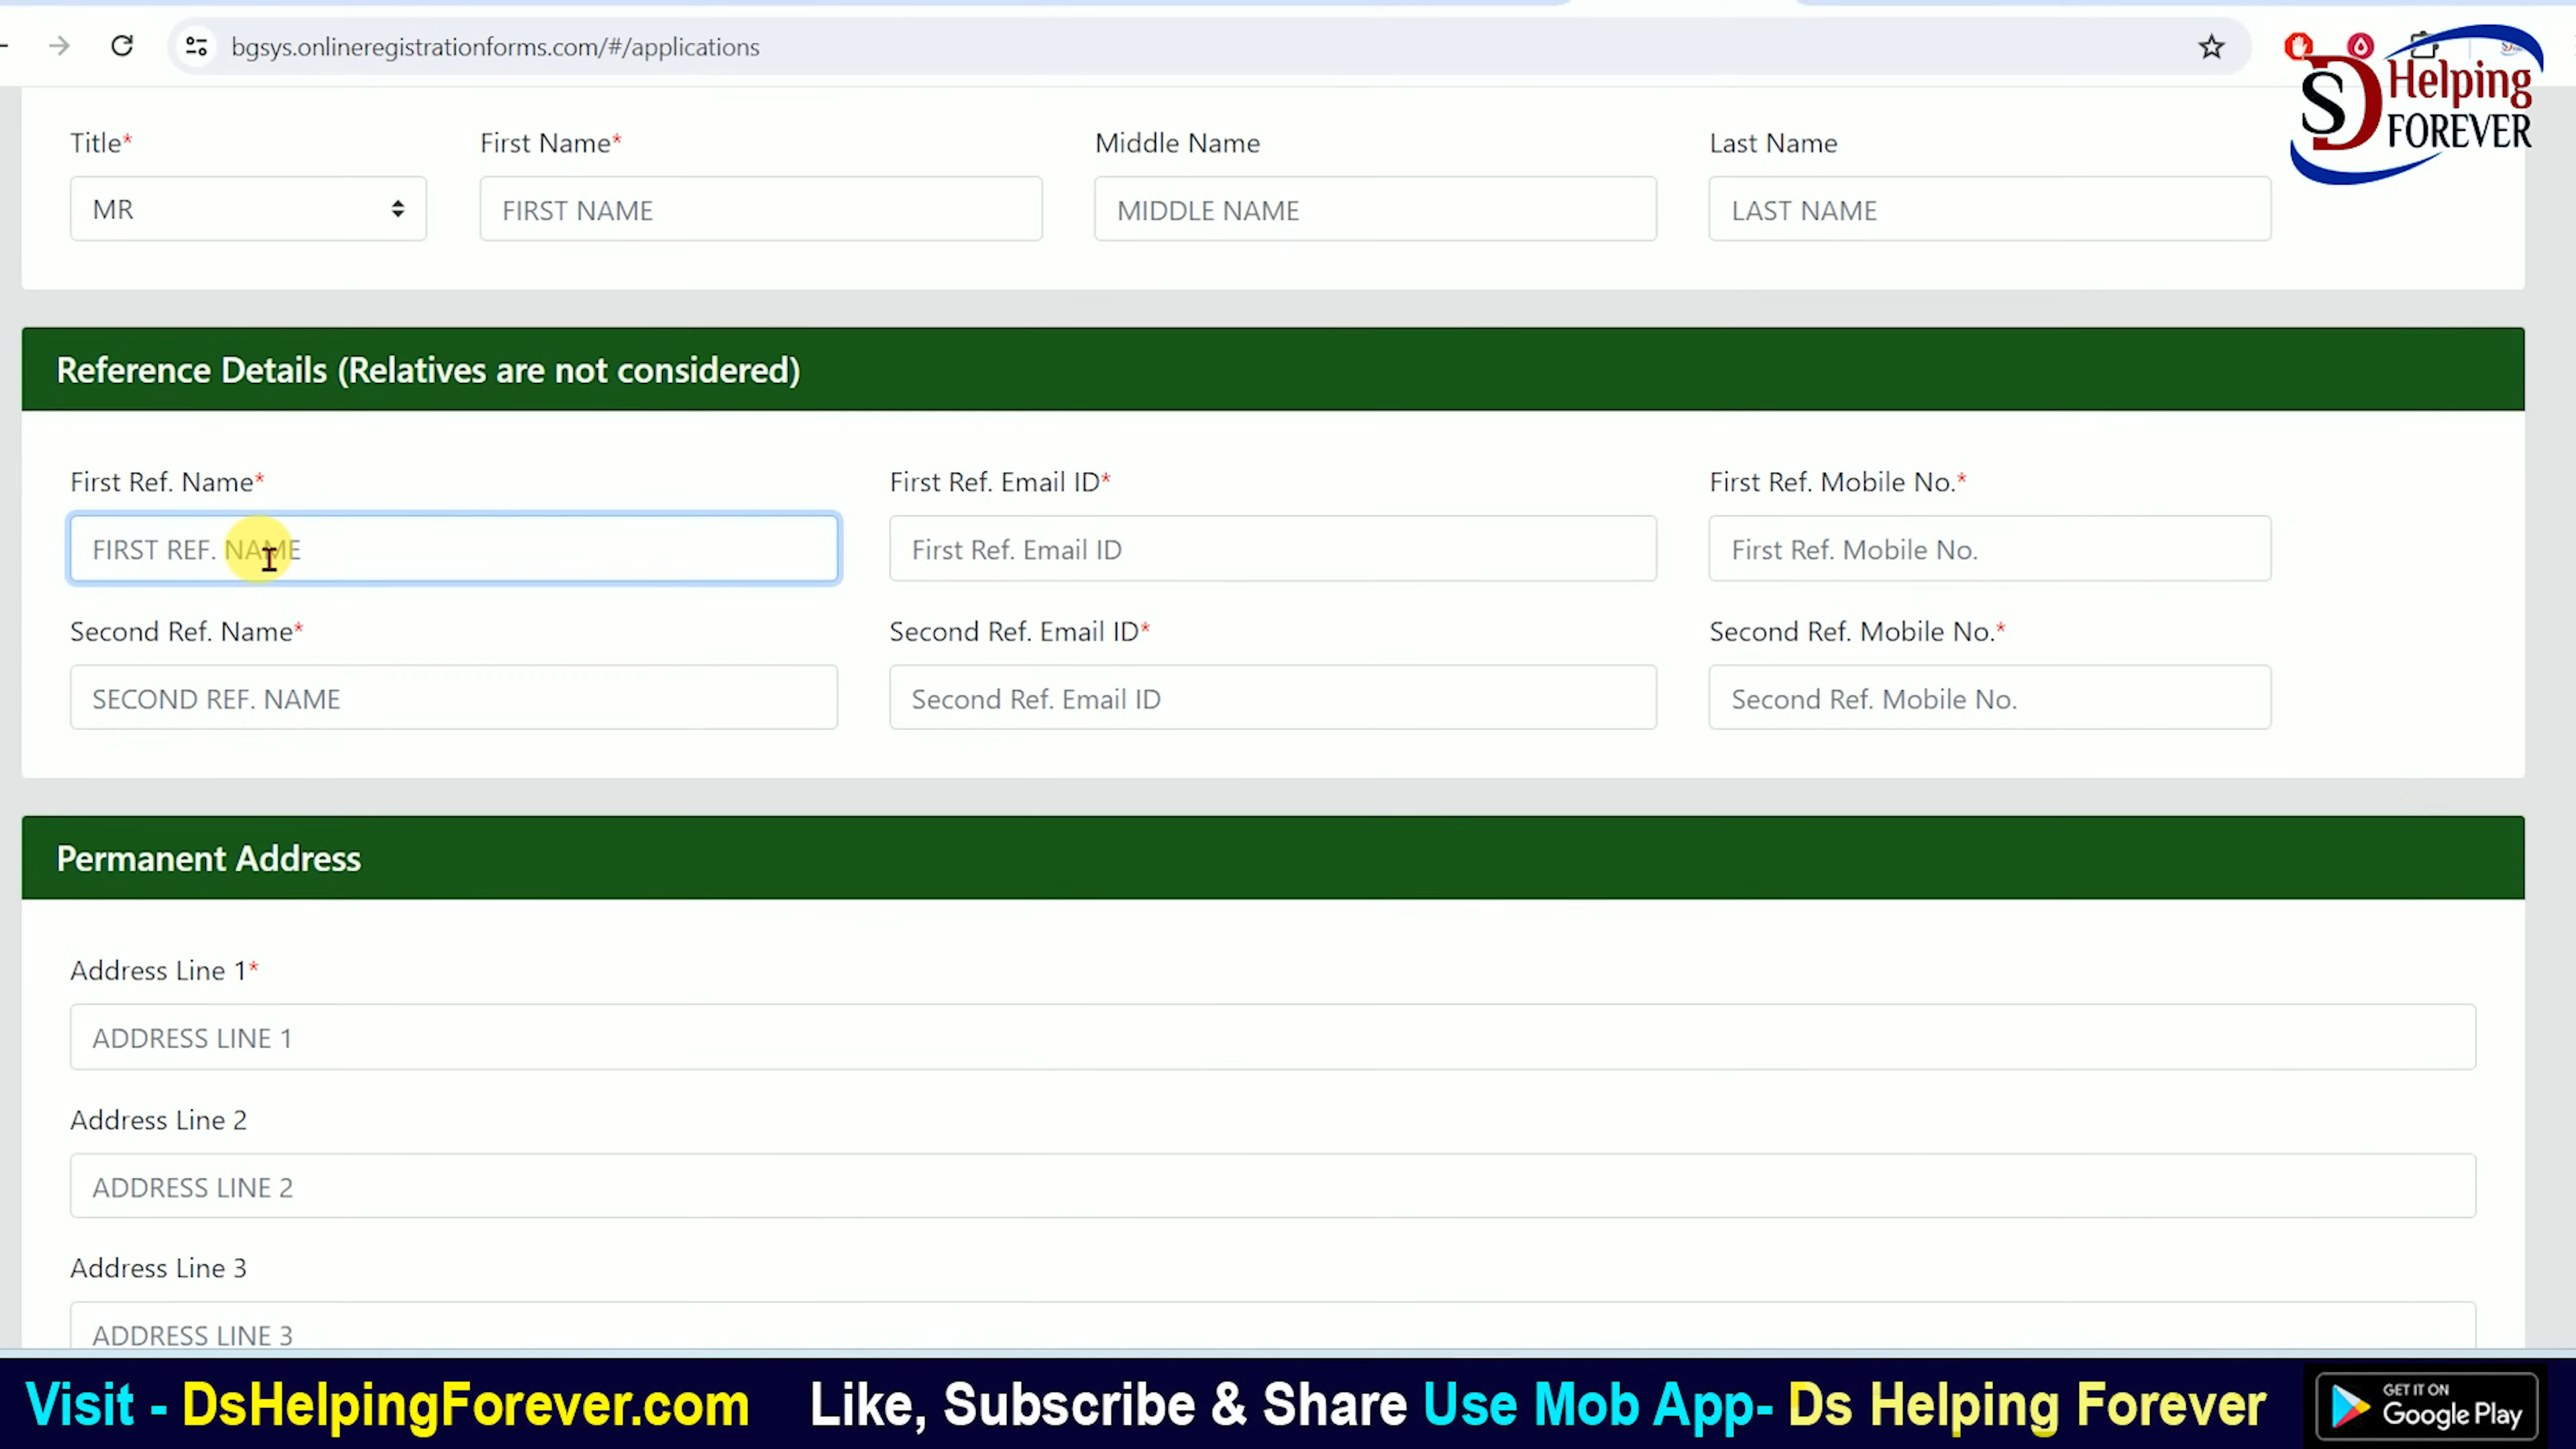 bgsys.onlineregistrationforms.com/#/applications
SD Helping
FOREVER
Title* First Name* Middle Name Last Name
MR FIRST NAME MIDDLE NAME LAST NAME
Reference Details (Relatives are not considered)
First Ref. Name* First Ref. Email ID* First Ref. Mobile No.*
FIRST REF. NAME First Ref. Email ID First Ref. Mobile No.
Second Ref. Name* Second Ref. Email ID* Second Ref. Mobile No.*
SECOND REF. NAME Second Ref. Email ID Second Ref. Mobile No.
Permanent Address
Address Line 1*
ADDRESS LINE 1
Address Line 2
ADDRESS LINE 2
Address Line 3
ADDRESS LINE 3
Visit - DsHelpingForever.com Like, Subscribe & Share Use Mob App- Ds Helping Forever GET IT ON Google Play